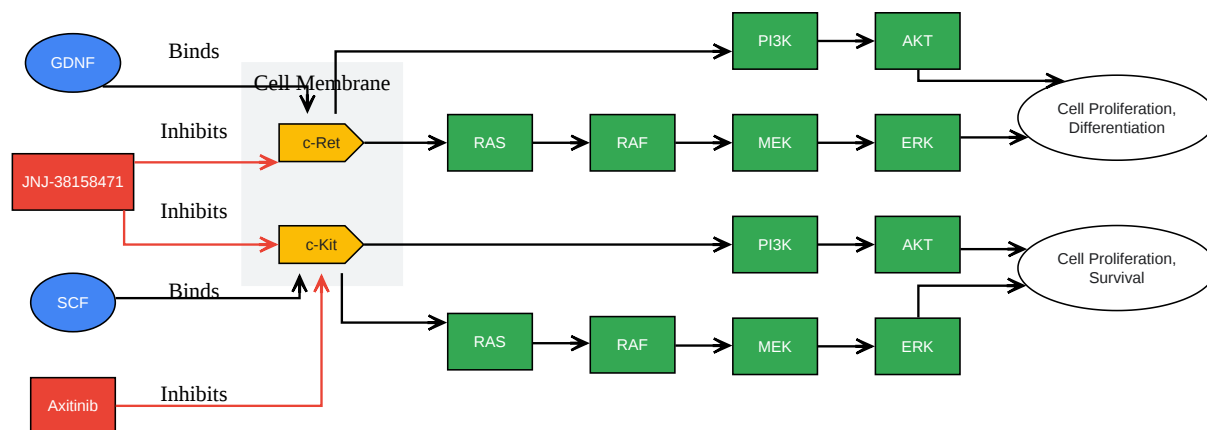 GDNF
Binds
Cell Membrane
PI3K
AKT
Cell Proliferation,
Differentiation
Inhibits
c-Ret
RAS
RAF
MEK
ERK
JNJ-38158471
Inhibits
c-Kit
PI3K
AKT
Cell Proliferation,
Survival
SCF
Binds
RAS
RAF
MEK
ERK
Axitinib
Inhibits